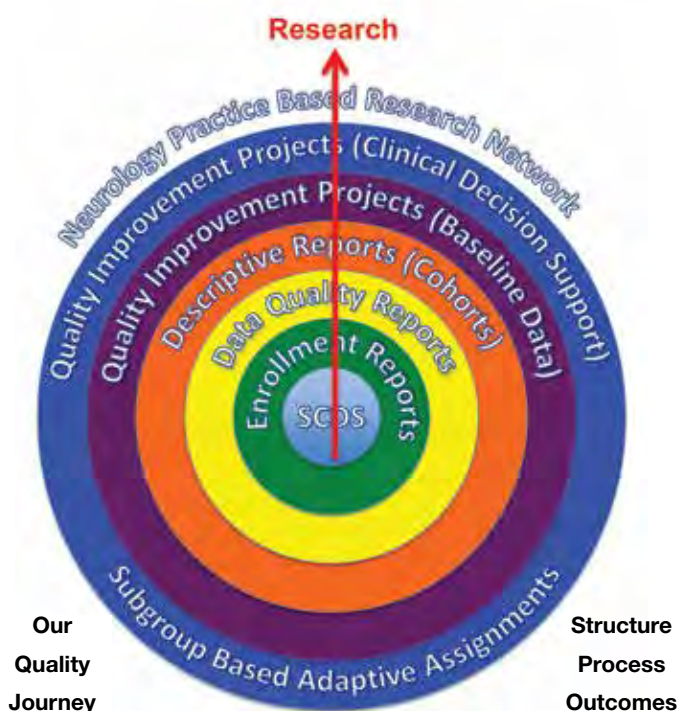 Research
Neurology Practice Based Research Network
Quality Improvement Projects (Clinical Decision Support)
Quality Improvement Projects (Baseline Data)
Descriptive Reports (Cohorts)
Data Quality Reports
Enrollment Reports
SCDS
Subgroup Based Adaptive Assignments
Our
Quality
Journey
Structure
Process
Outcomes